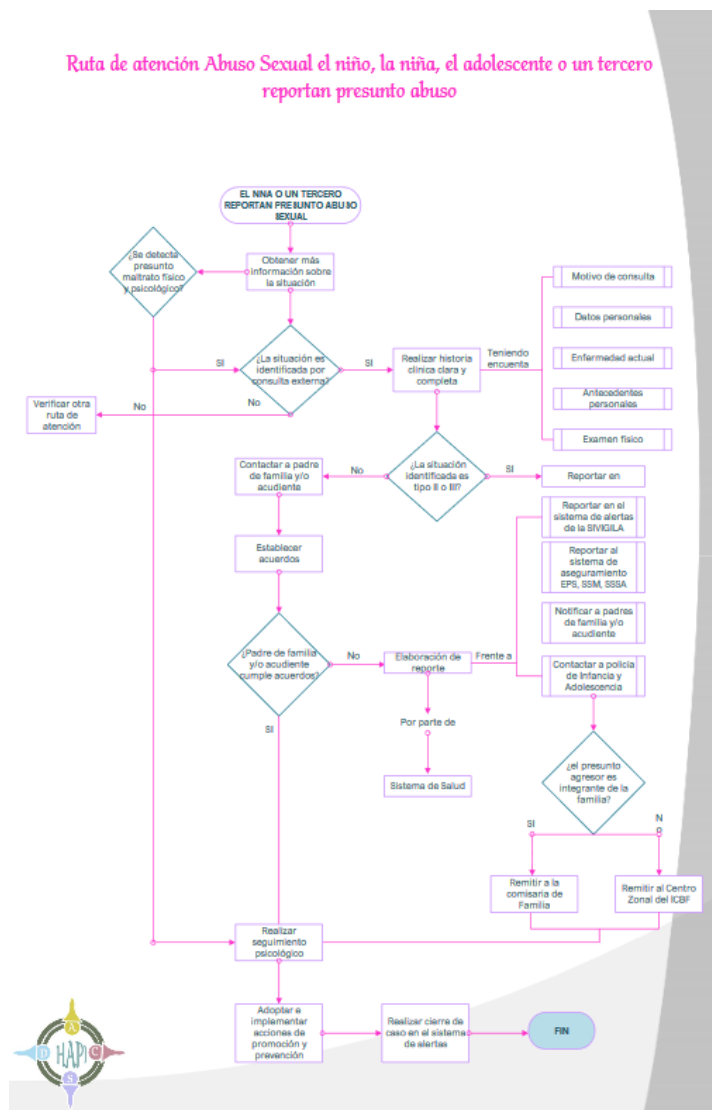 Ruta de atención Abuso Sexual el niño, la niña, el adolescente o un tercero
reportan presunto abuso
EL NNA O UN TERCERO
REPORTAN PRESUNTO ABUSO
SEXUAL
¿Se detecta
presunto
maltrato físico
y psicológico?
Obtener más
información sobre
la situación
Motivo de consulta
Datos personales
Enfermedad actual
Antecedentes
personales
Examen físico
SI
¿La situación es
identificada por
consulta externa?
SI
Realizar historia
clínica clara y
completa
Teniendo
encuenta
Verificar otra
ruta de
atención
No
No
Contactar a padre
de familia y/o
acudiente
No
¿La situación
identificada es
tipo II o III?
SI
Reportar en
Reportar en el
sistema de alertas
de la SIVIGILA
Establecer
acuerdos
Reportar al
sistema de
aseguramiento
EPS, SSM, SSSA
Notificar a padres
de familia y/o
acudiente
¿Padre de familia
y/o acudiente
cumple acuerdos?
No
Elaboración de
reporte
Frente a
Contactar a policía
de Infancia y
Adolescencia
SI
Por parte de
Sistema de Salud
¿el presunto
agresor es
integrante de la
familia?
SI
N
o
Remitir a la
comisaria de
Familia
Remitir al Centro
Zonal del ICBF
Realizar
seguimiento
psicológico
Adoptar e
implementar
acciones de
promoción y
prevención
Realizar cierre de
caso en el sistema
de alertas
FIN
A
D
HAPI
C
S